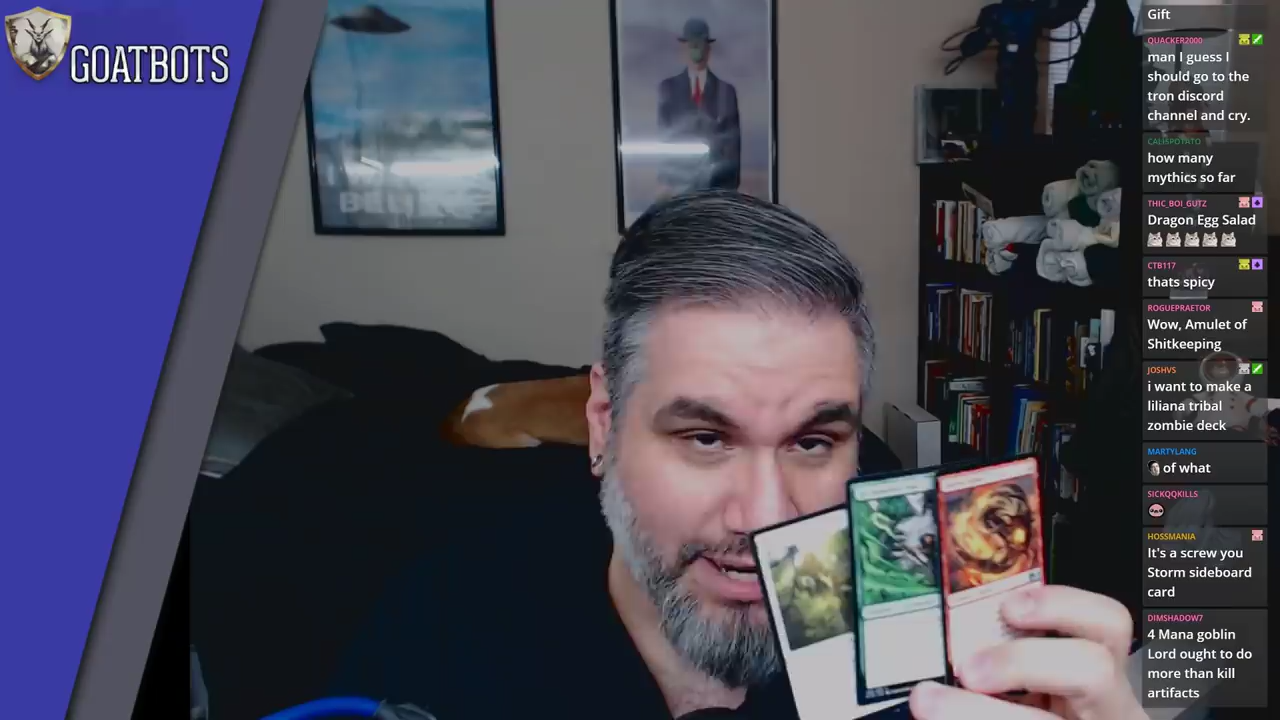 GOATBOTS
Gift
QUACKER2000
man I guess I
should go to the
tron discord
channel and cry.
CALISPOTATO
how many
mythics so far
THIC_BOI_GUTZ
Dragon Egg Salad
CTB117
thats spicy
ROGUEPRAETOR
Wow, Amulet of
Shitkeeping
JOSHVS
i want to make a
liliana tribal
zombie deck
MARTYLANG
of what
SICKQQKILLS
HOSSMANIA
It's a screw you
Storm sideboard
card
DIMSHADOW7
4 Mana goblin
Lord ought to do
more than kill
artifacts